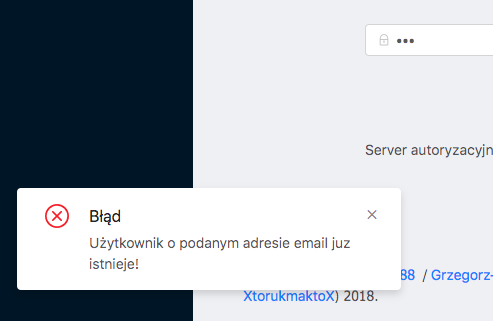 •••
Server autoryzacyjn
Błąd
Użytkownik o podanym adresie email juz
istnieje!
88 / Grzegorz-
XtorukmaktoX) 2018.